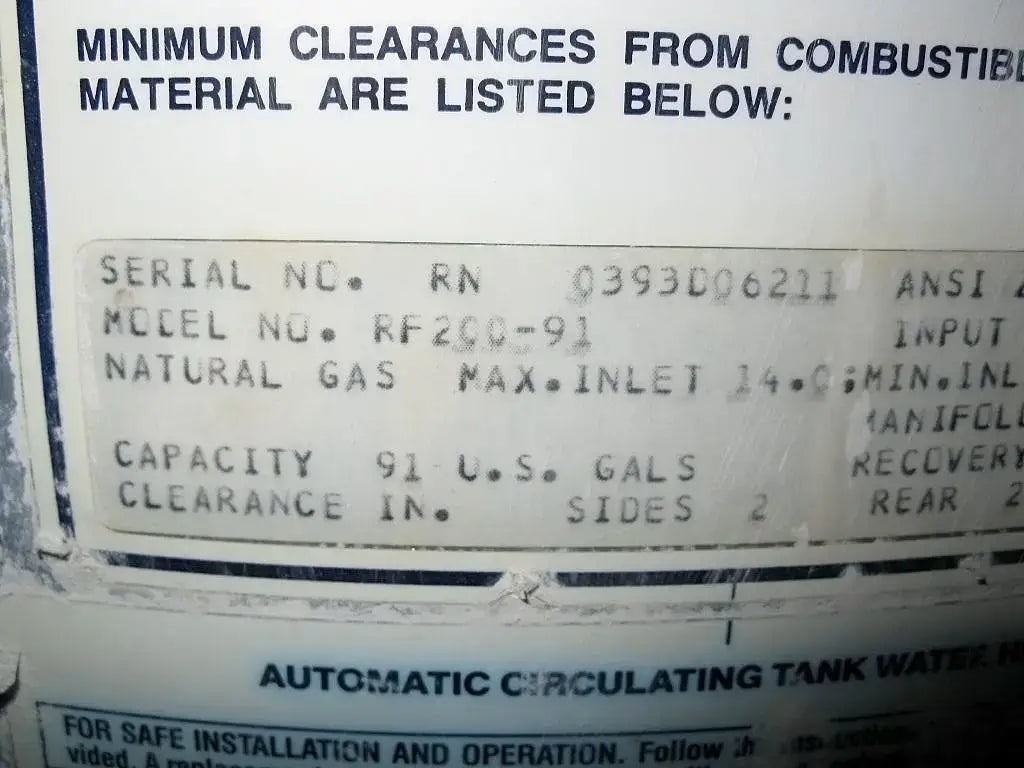 MINIMUM CLEARANCES FROM COMBUSTIBL
MATERIAL ARE LISTED BELOW:
SERIAL NO. RN 0393D06211 ANSI
MODEL NO. RF200-91 INPUT
NATURAL GAS MAX.INLET 14.0;MIN.INL
MANIFOL
CAPACITY 91 U.S. GALS RECOVERY
CLEARANCE IN. SIDES 2 REAR 2
AUTOMATIC CIRCULATING TANK WATER
FOR SAFE INSTALLATION AND OPERATION. Follow
vided. A